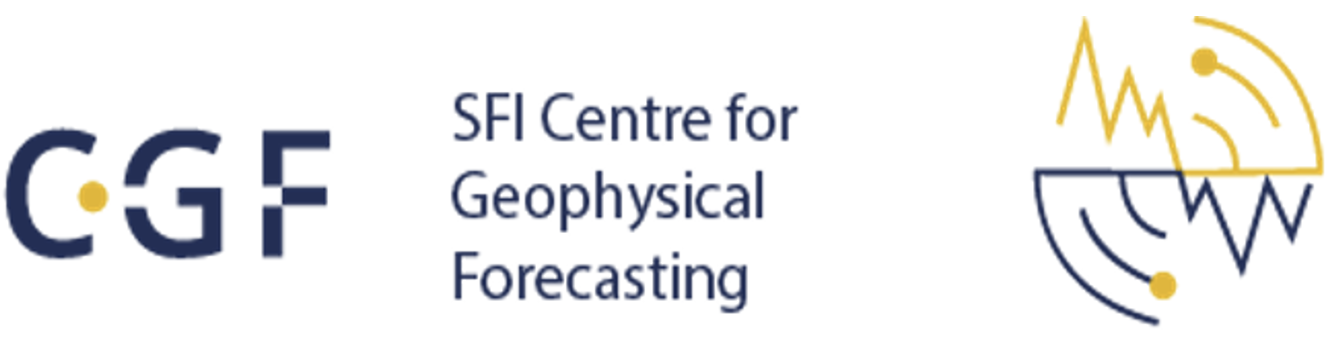 CGF
SFI Centre for
Geophysical
Forecasting